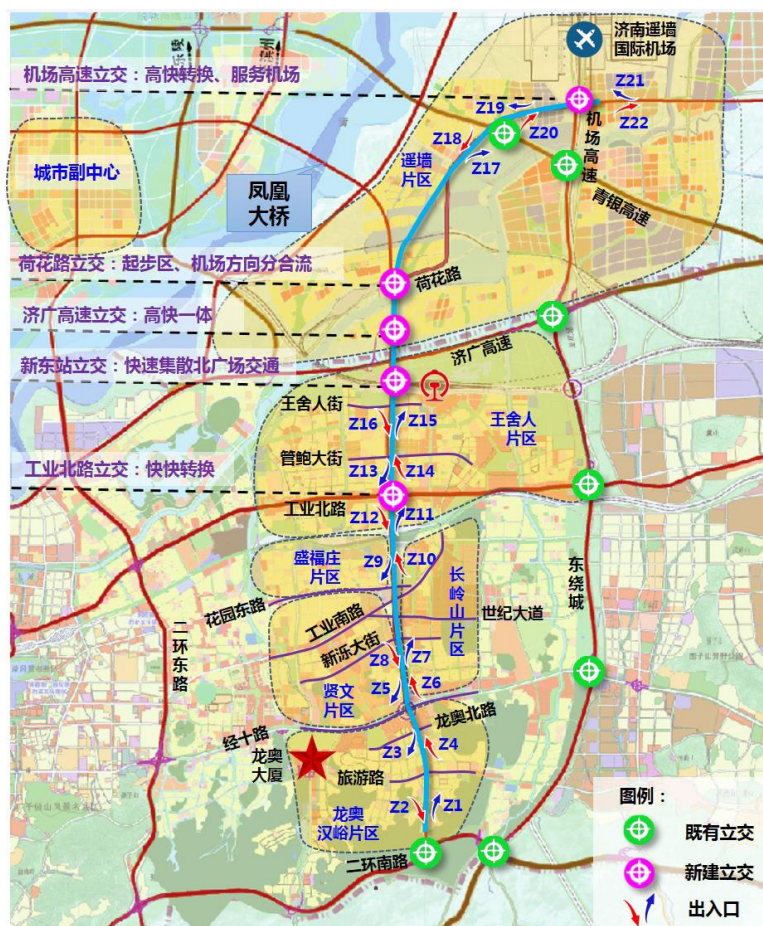 济南遥墙
国际机场
机场高速立交：高快转换、服务机场
Z21
Z19
Z22
Z20
Z18
Z17
机场高速
遥墙
片区
城市副中心
凤凰
大桥
青银高速
荷花路立交：起步区、机场方向分合流
荷花路
济广高速立交：高快一体
济广高速
新东站立交：快速集散北广场交通
王舍人街
Z16
Z15
王舍人
片区
管鲍大街
Z13
Z14
工业北路立交：快快转换
工业北路
Z12
Z11
盛福庄
片区
Z9
Z10
长岭山片区
东绕城
花园东路
工业南路
世纪大道
二环东路
新泺大街
Z8
Z7
贤文
片区
Z5
Z6
经十路
龙奥北路
龙奥
大厦
Z3
Z4
旅游路
龙奥
汉峪片区
Z2
Z1
二环南路
图例：
既有立交
新建立交
出入口